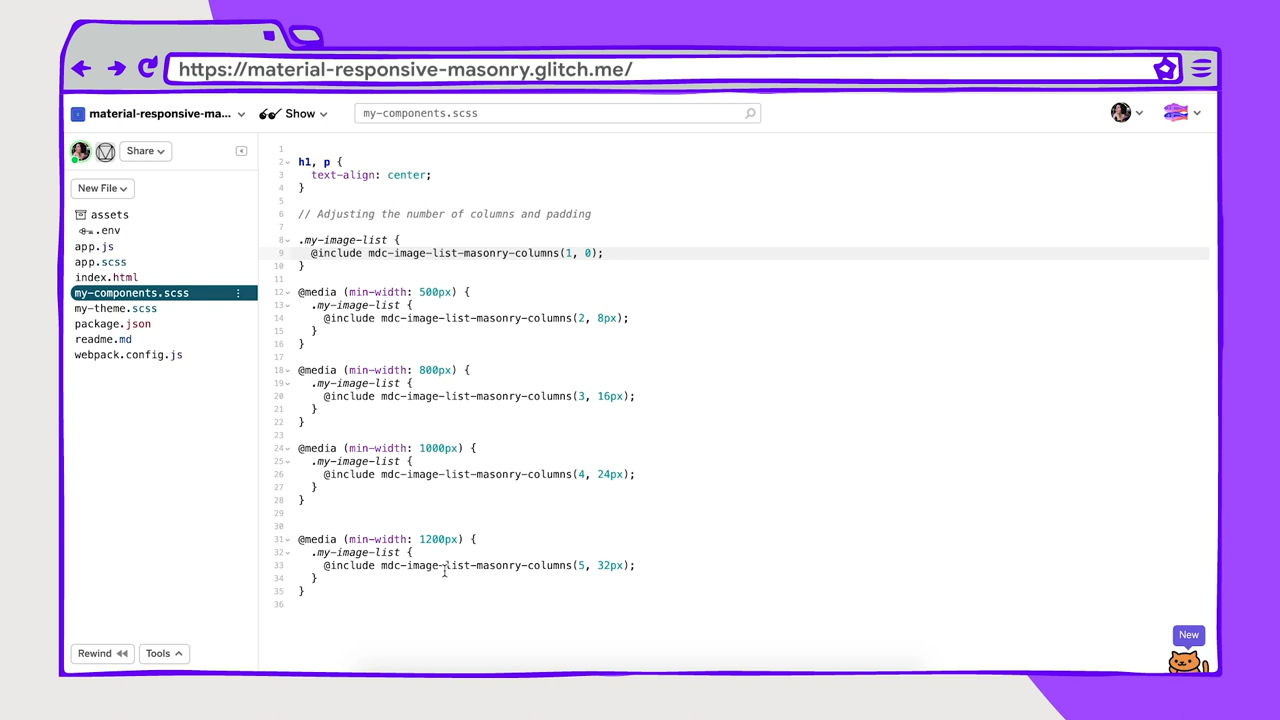 https://material-responsive-masonry.glitch.me/
material-responsive-ma...
Show
my-components.scss
Share
New File
assets
.env
app.js
app.scss
index.html
my-components.scss
my-theme.scss
package.json
readme.md
webpack.config.js
Rewind
Tools
1
2 h1, p {
3 text-align: center;
4 }
5
6 // Adjusting the number of columns and padding
7
8 .my-image-list {
9 @include mdc-image-list-masonry-columns(1, 0);
10 }
11
12 @media (min-width: 500px) {
13 .my-image-list {
14 @include mdc-image-list-masonry-columns(2, 8px);
15 }
16 }
17
18 @media (min-width: 800px) {
19 .my-image-list {
20 @include mdc-image-list-masonry-columns(3, 16px);
21 }
22 }
23
24 @media (min-width: 1000px) {
25 .my-image-list {
26 @include mdc-image-list-masonry-columns(4, 24px);
27 }
28 }
29
30
31 @media (min-width: 1200px) {
32 .my-image-list {
33 @include mdc-image-list-masonry-columns(5, 32px);
34 }
35 }
36
New